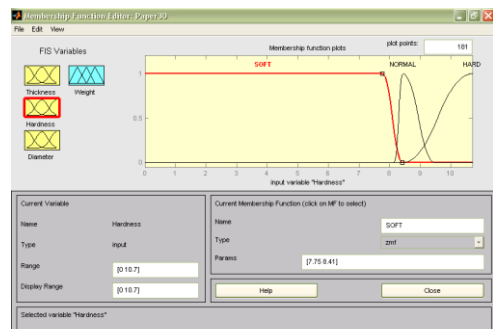 Membership Function Editor: Paper30
File Edit View
FIS Variables
Thickness
Weight
Hardness
Diameter
Membership function plots
plot points:
181
SOFT
NORMAL
HARD
1
0.5
0
0 1 2 3 4 5 6 7 8 9 10
input variable "Hardness"
Current Variable
Name Hardness
Type input
Range [0 10.7]
Display Range [0 10.7]
Current Membership Function (click on MF to select)
Name SOFT
Type zmf
Params [7.75 8.41]
Help
Close
Selected variable "Hardness"